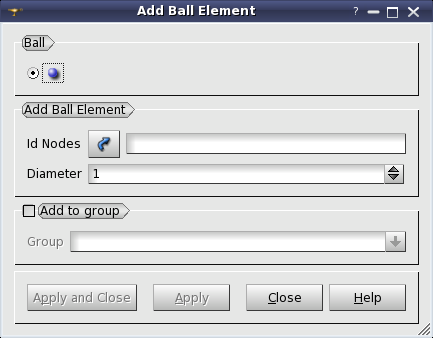 Add Ball Element
?
Ball
Add Ball Element
Id Nodes
Diameter 1
Add to group
Group
Apply and Close Apply Close Help